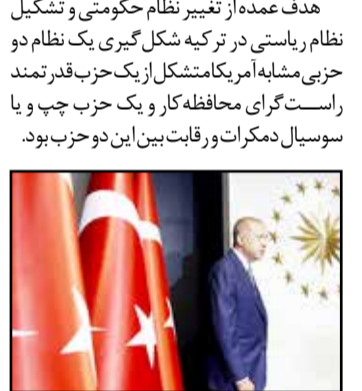 هدف عمده از تغییر نظام حکومتی و تشکیل
نظام ریاستی در ترکیه شکل گیری یک نظام دو
حزبی مشابه آمریکا متشکل از یک حزب قدرتمند
راست گرای محافظه کار و یک حزب چپ و یا
سوسیال دمکرات و رقابت بین این دو حزب بود.